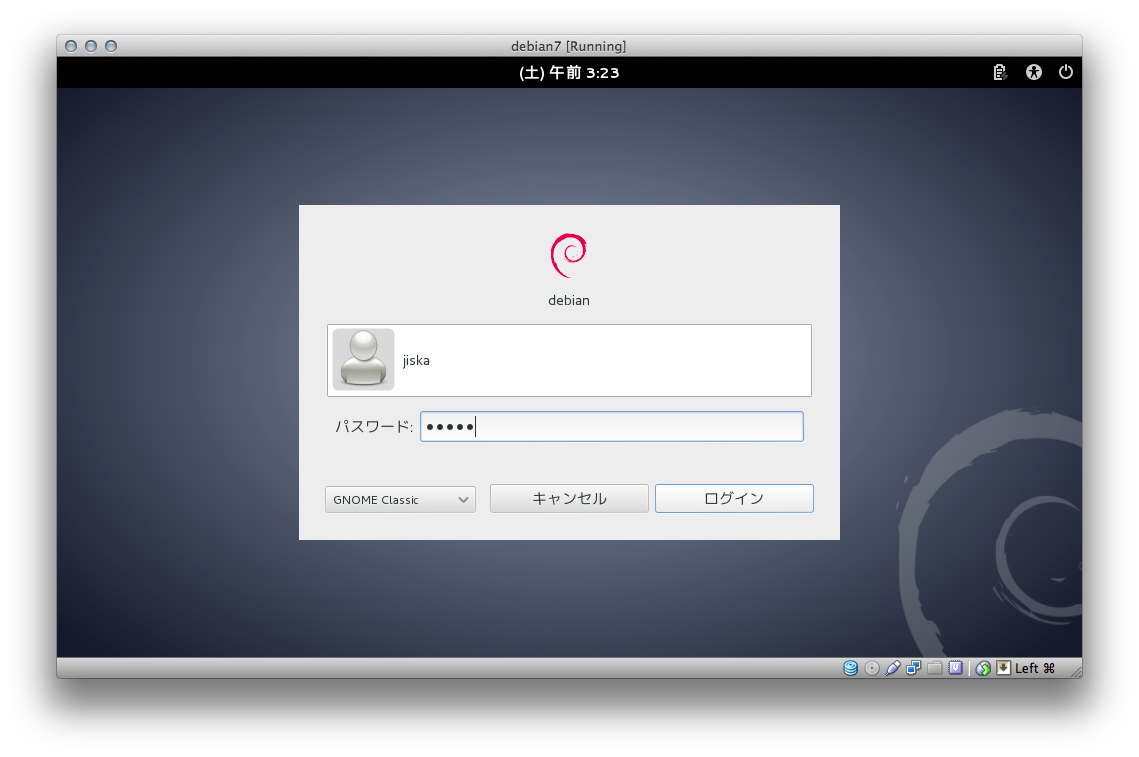 debian7 [Running]
(土) 午前 3:23
debian
jiska
パスワード: •••••
GNOME Classic
キャンセル
ログイン
Left ⌘